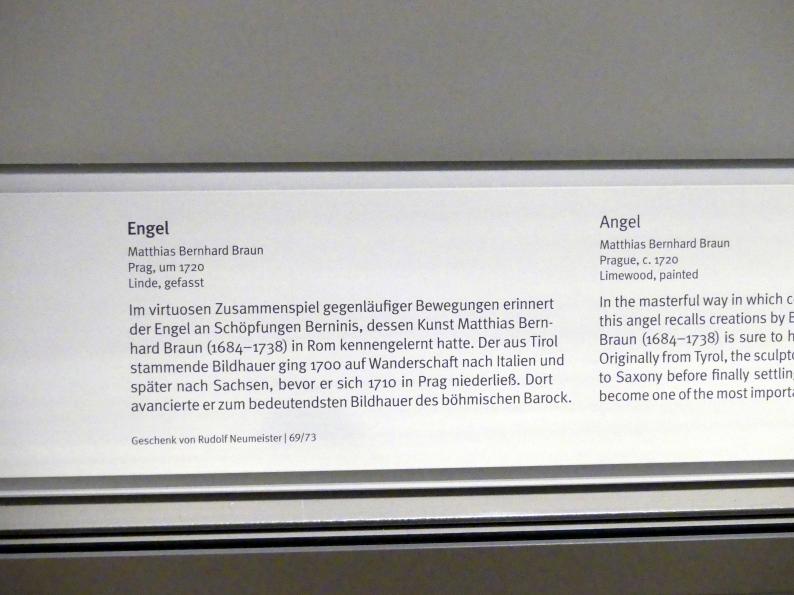 Engel
Matthias Bernhard Braun
Prag, um 1720
Linde, gefasst
Im virtuosen Zusammenspiel gegenläufiger Bewegungen erinnert
der Engel an Schöpfungen Berninis, dessen Kunst Matthias Bern-
hard Braun (1684–1738) in Rom kennengelernt hatte. Der aus Tirol
stammende Bildhauer ging 1700 auf Wanderschaft nach Italien und
später nach Sachsen, bevor er sich 1710 in Prag niederließ. Dort
avancierte er zum bedeutendsten Bildhauer des böhmischen Barock.
Geschenk von Rudolf Neumeister | 69/73
Angel
Matthias Bernhard Braun
Prague, c. 1720
Limewood, painted
In the masterful way in which
this angel recalls creations by
Braun (1684–1738) is sure to
Originally from Tyrol, the
to Saxony before finally
become one of the most